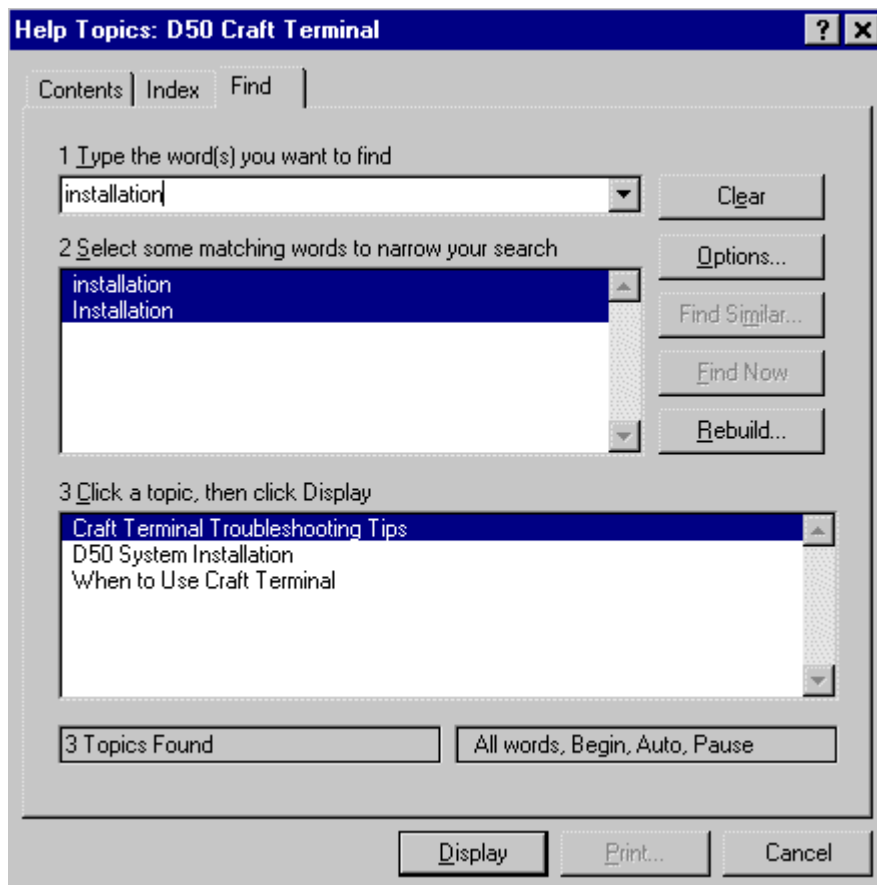 Help Topics: D50 Craft Terminal
Contents Index Find
1 Type the word(s) you want to find
installation
Clear
2 Select some matching words to narrow your search
Options...
installation
Installation
Find Similar...
Find Now
Rebuild...
3 Click a topic, then click Display
Craft Terminal Troubleshooting Tips
D50 System Installation
When to Use Craft Terminal
3 Topics Found
All words, Begin, Auto, Pause
Display Print... Cancel